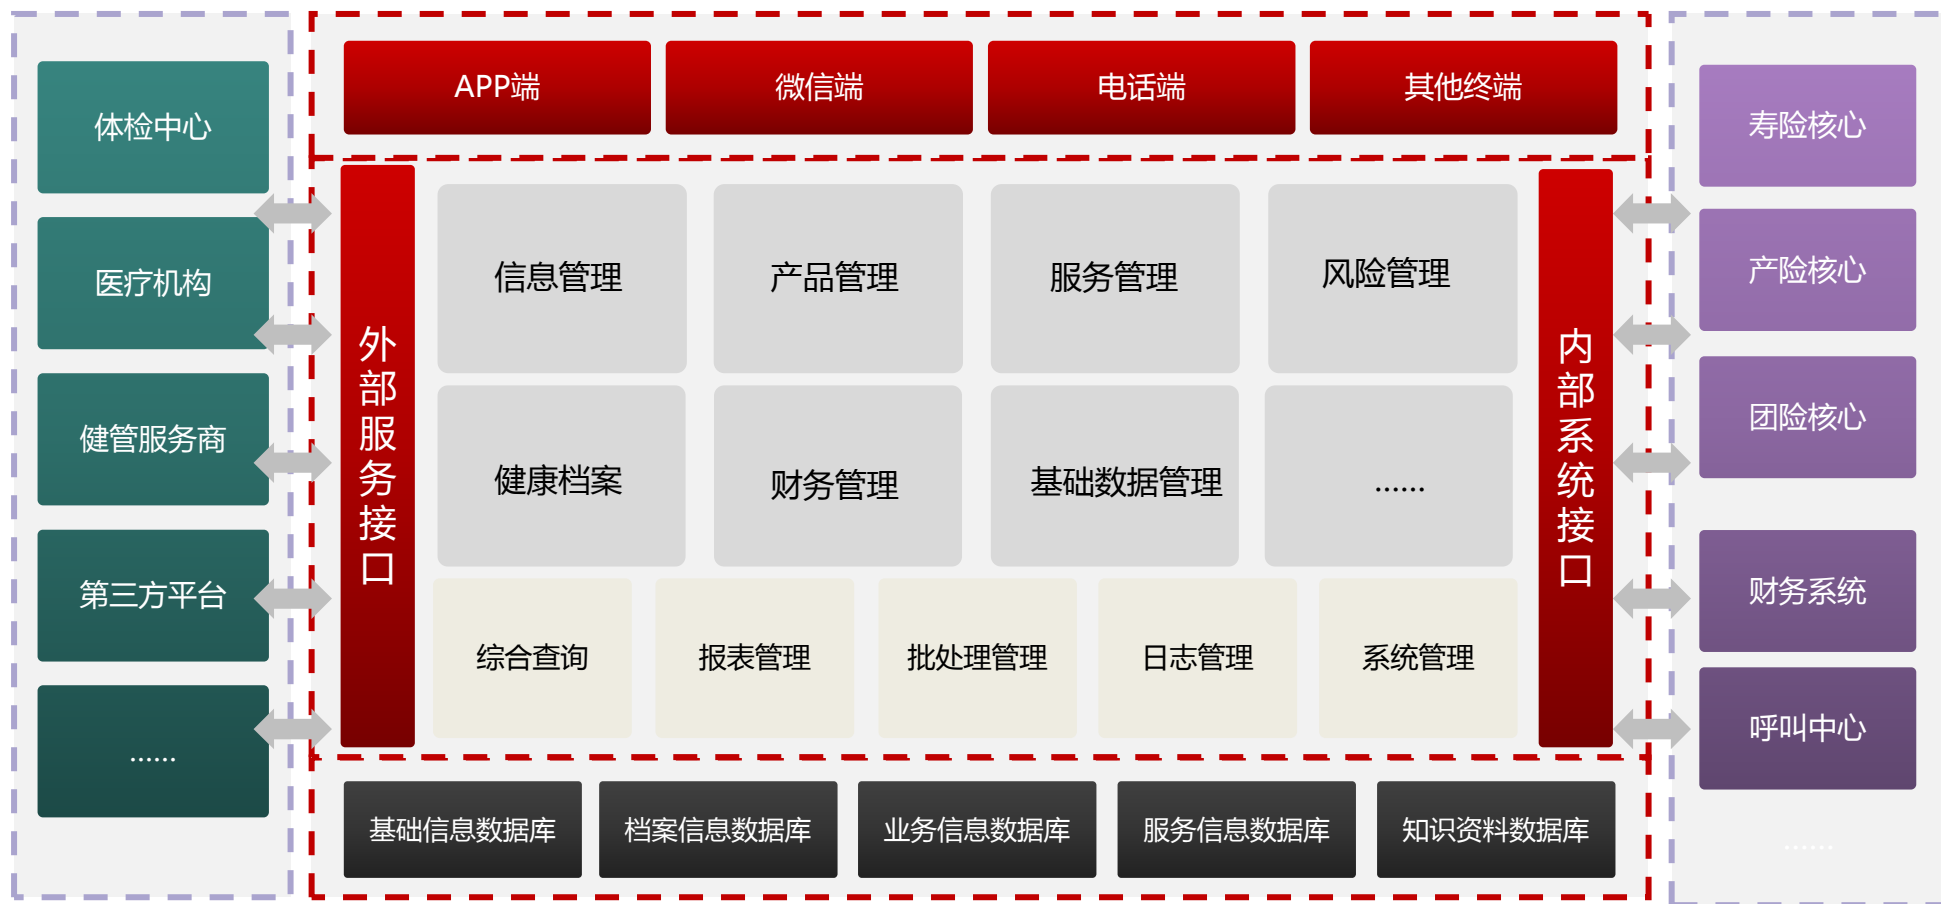 APP端
微信端
电话端
其他终端
体检中心
医疗机构
健管服务商
第三方平台
......
外部服务接口
信息管理
产品管理
服务管理
风险管理
健康档案
财务管理
基础数据管理
......
综合查询
报表管理
批处理管理
日志管理
系统管理
内部系统接口
寿险核心
产险核心
团险核心
财务系统
呼叫中心
......
基础信息数据库
档案信息数据库
业务信息数据库
服务信息数据库
知识资料数据库